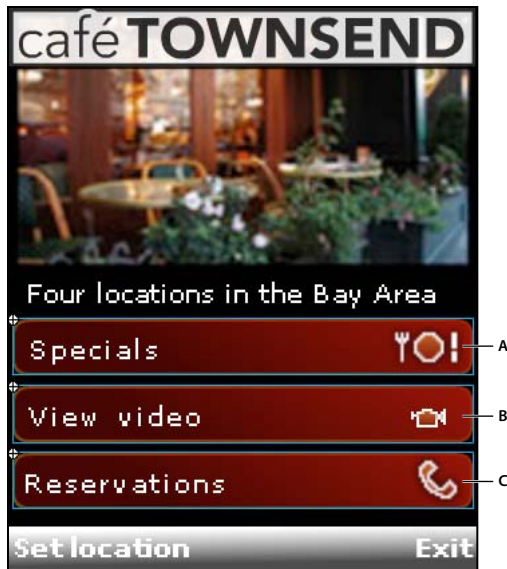 café TOWNSEND
Four locations in the Bay Area
Specials
A
View video
B
Reservations
C
Set location Exit